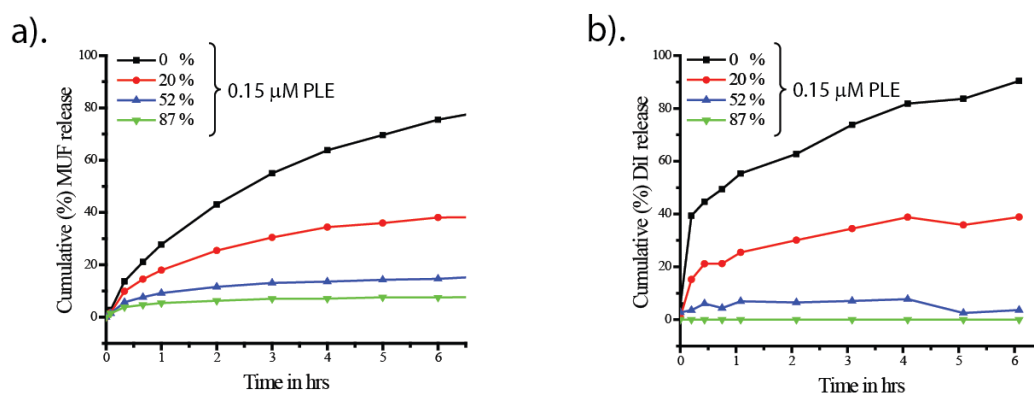 a).
0 %
20 %
52 %
87 %
0.15 µM PLE
Cumulative (%) MUF release
100
80
60
40
20
0
0 1 2 3 4 5 6
Time in hrs
b).
0 %
20 %
52 %
87 %
0.15 µM PLE
Cumulative (%) DiI release
100
80
60
40
20
0
0 1 2 3 4 5 6
Time in hrs